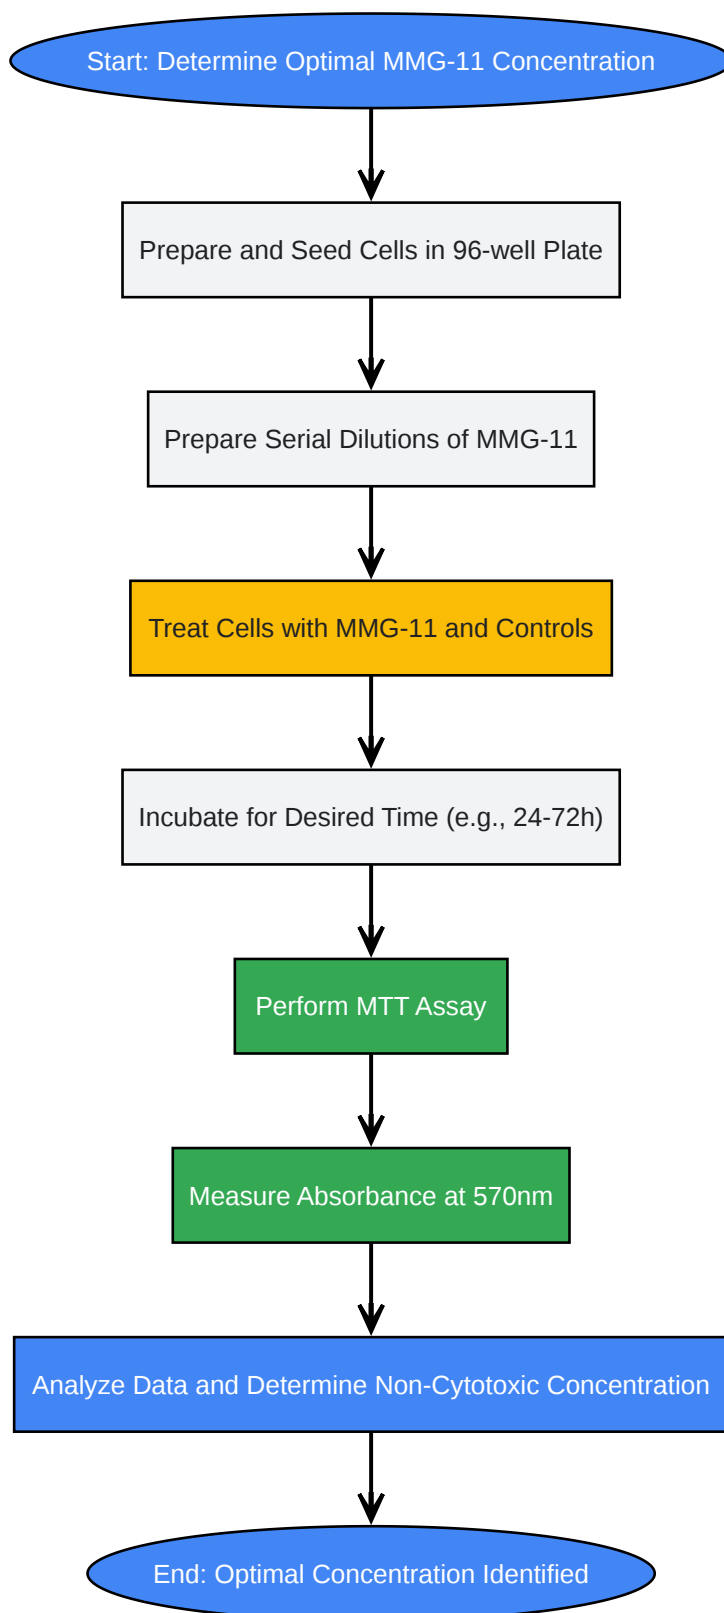 Start: Determine Optimal MMG-11 Concentration
Prepare and Seed Cells in 96-well Plate
Prepare Serial Dilutions of MMG-11
Treat Cells with MMG-11 and Controls
Incubate for Desired Time (e.g., 24-72h)
Perform MTT Assay
Measure Absorbance at 570nm
Analyze Data and Determine Non-Cytotoxic Concentration
End: Optimal Concentration Identified